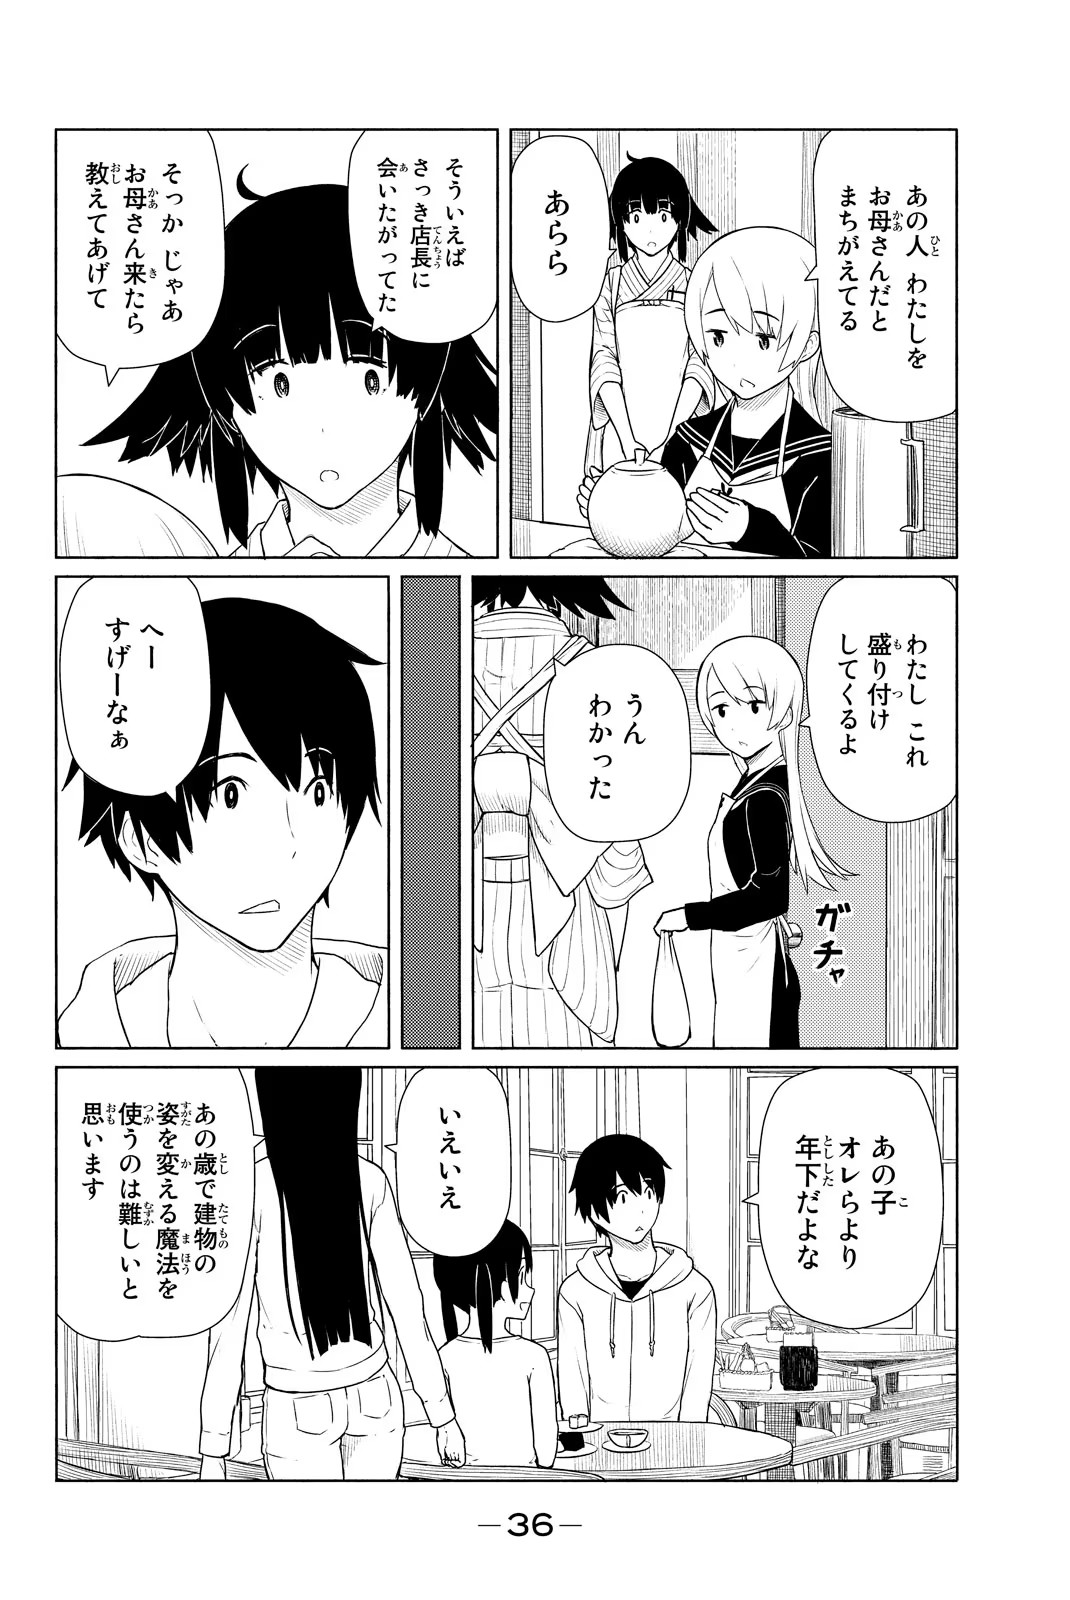 あの人 わたしを
お母さんだと
まちがえてる
あらら
そういえば
さっき店長に
会いたがってた
そっか じゃあ
お母さん来たら
教えてあげて
わたし これ
盛り付け
してくるよ
うん
わかった
ガチャ
へー
すげーなぁ
あの子
オレらより
年下だよな
いえいえ
あの歳で建物の
姿を変える魔法を
使うのは難しいと
思います
—36—